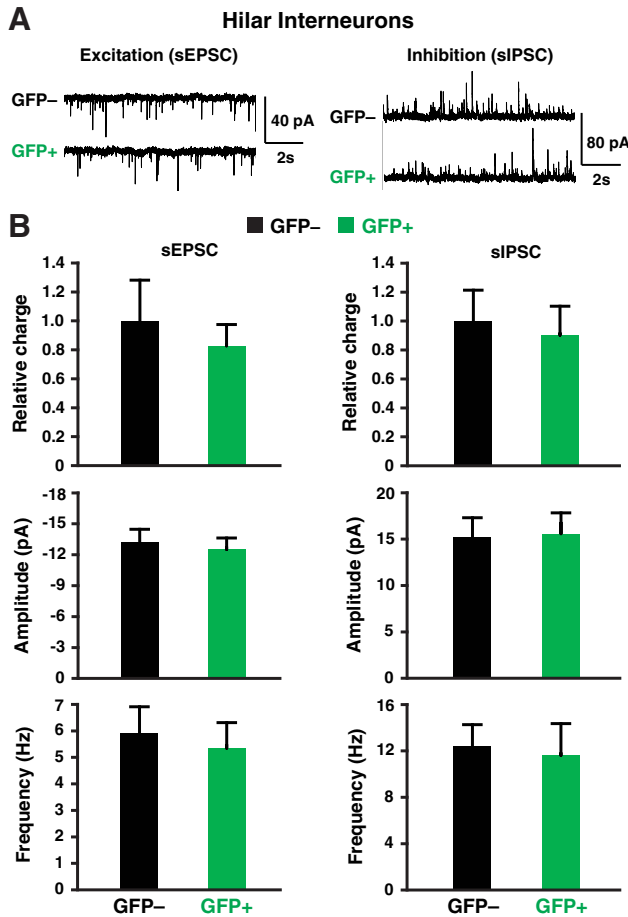 A
Hilar Interneurons
Excitation (sEPSC)
Inhibition (sIPSC)
GFP–
GFP+
40 pA
2s
GFP–
GFP+
80 pA
2s
B
GFP– GFP+
sEPSC
sIPSC
Relative charge
1.4
1.2
1.0
0.8
0.6
0.4
0.2
0
Relative charge
1.4
1.2
1.0
0.8
0.6
0.4
0.2
0
Amplitude (pA)
-18
-15
-12
-9
-6
-3
0
Amplitude (pA)
20
15
10
5
0
Frequency (Hz)
7
6
5
4
3
2
1
0
GFP– GFP+
Frequency (Hz)
16
12
8
4
0
GFP– GFP+